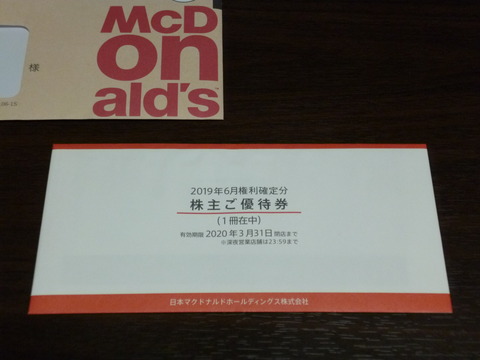 McD
on
ald's
様
2019年6月権利確定分
株主ご優待券
(1冊在中)
有効期限 2020年3月31日 閉店まで
※深夜営業店舗は23:59まで
日本マクドナルドホールディングス株式会社